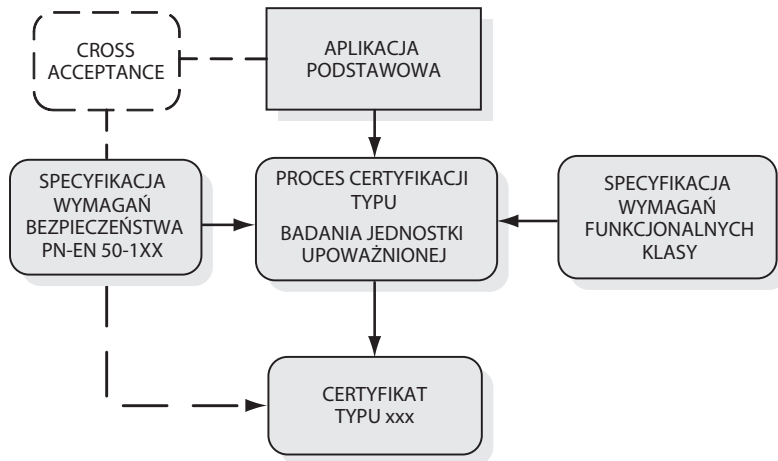 CROSS
ACCEPTANCE
APLIKACJA
PODSTAWOWA
SPECYFIKACJA
WYMAGAŃ
BEZPIECZEŃSTWA
PN-EN 50-1XX
PROCES CERTYFIKACJI
TYPU
BADANIA JEDNOSTKI
UPOWAŻNIONEJ
SPECYFIKACJA
WYMAGAŃ
FUNKCJONALNYCH
KLASY
CERTYFIKAT
TYPU xxx